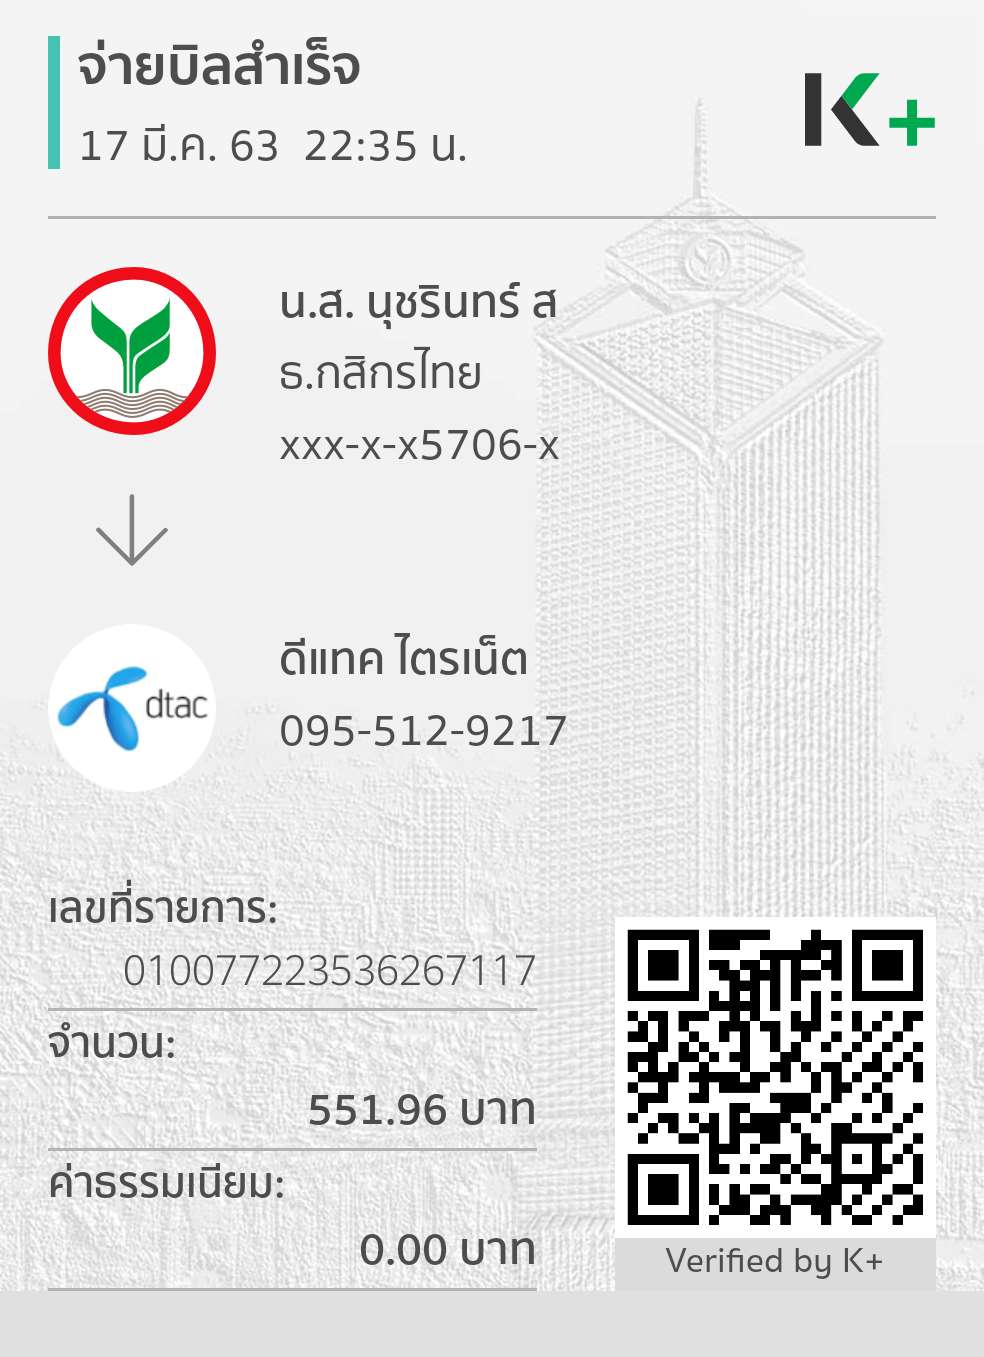 จ่ายบิลสำเร็จ
17 มี.ค. 63 22:35 น.
K+
น.ส. นุชรินทร์ ส
ธ.กสิกรไทย
xxx-x-x5706-x
dtac
ดีแทค ไตรเน็ต
095-512-9217
เลขที่รายการ:
010077223536267117
จำนวน:
551.96 บาท
ค่าธรรมเนียม:
0.00 บาท
Verified by K+